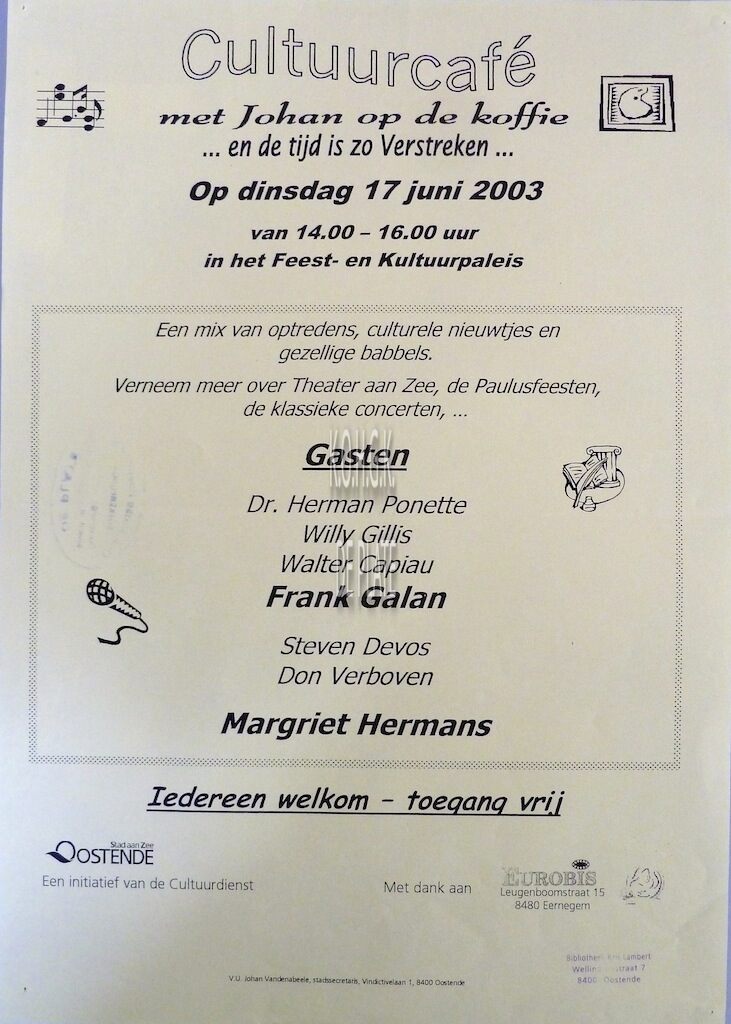 Cultuurcafé
met Johan op de koffie
... en de tijd is zo Verstreken ...
Op dinsdag 17 juni 2003
van 14.00 – 16.00 uur
in het Feest- en Kultuurpaleis
Een mix van optredens, culturele nieuwtjes en
gezellige babbels.
Verneem meer over Theater aan Zee, de Paulusfeesten,
de klassieke concerten, ...
Gasten
Dr. Herman Ponette
Willy Gillis
Walter Capiau
Frank Galan
Steven Devos
Don Verboven
Margriet Hermans
Iedereen welkom – toegang vrij
Stad aan Zee
OOSTENDE
Een initiatief van de Cultuurdienst
Met dank aan
EUROBIS
Leugenboomstraat 15
8480 Eernegem
V.U. Johan Vandenabeele, stadssecretaris, Vindictivelaan 1, 8400 Oostende
Bibliotheek Kris Lambert
straat 7
8400 Oostende
DE PLATE